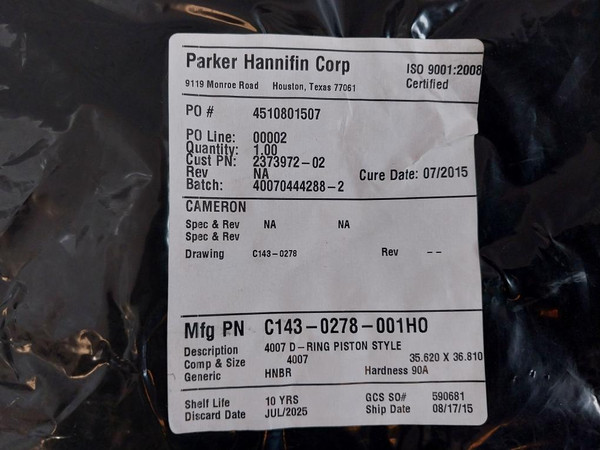 Parker Hannifin Corp
ISO 9001:2008
Certified
9119 Monroe Road Houston, Texas 77061
PO # 4510801507
PO Line: 00002
Quantity: 1.00
Cust PN: 2373972-02
Rev NA Cure Date: 07/2015
Batch: 40070444288-2
CAMERON
Spec & Rev NA NA
Spec & Rev
Drawing C143-0278 Rev --
Mfg PN C143-0278-001HO
Description 4007 D-RING PISTON STYLE
Comp & Size 4007 35.620 X 36.810
Generic HNBR Hardness 90A
Shelf Life 10 YRS GCS SO# 590681
Discard Date JUL/2025 Ship Date 08/17/15